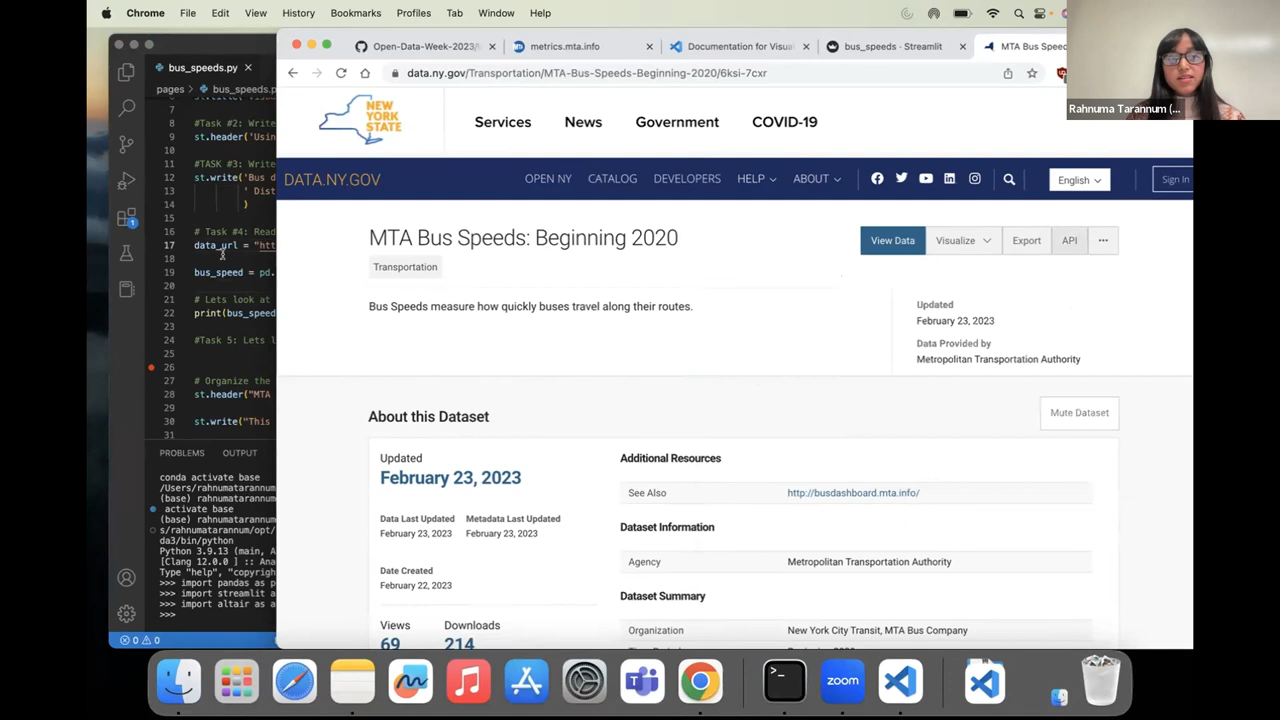 Chrome File Edit View History Bookmarks Profiles Tab Window Help
Rahnuma Tarannum (...
Open-Data-Week-2023/
metrics.mta.info
Documentation for Visual
bus_speeds · Streamlit
MTA Bus Speeds
data.ny.gov/Transportation/MTA-Bus-Speeds-Beginning-2020/6ksi-7cxr
NEW
YORK
STATE
Services News Government COVID-19
DATA.NY.GOV
OPEN NY CATALOG DEVELOPERS HELP ABOUT
English
Sign In
MTA Bus Speeds: Beginning 2020
View Data Visualize Export API ...
Transportation
Bus Speeds measure how quickly buses travel along their routes.
Updated
February 23, 2023
Data Provided by
Metropolitan Transportation Authority
About this Dataset
Mute Dataset
Updated
February 23, 2023
Data Last Updated Metadata Last Updated
February 23, 2023 February 23, 2023
Date Created
February 22, 2023
Views Downloads
69 214
Additional Resources
See Also http://busdashboard.mta.info/
Dataset Information
Agency Metropolitan Transportation Authority
Dataset Summary
Organization New York City Transit, MTA Bus Company
bus_speeds.py
pages > bus_speeds.p
7
8 #Task #2: Write
9 st.header('Usin
10
11 #TASK #3: Write
12 st.write('Bus d
13 ' Dist
14 )
15
16 # Task #4: Read
17 data_url = "htt
18
19 bus_speed = pd.
20
21 # Lets look at
22 print(bus_speed
23
24 #Task 5: Lets l
25
26
27 # Organize the
28 st.header("MTA
29
30 st.write("This
31
PROBLEMS OUTPUT
conda activate base
/Users/rahnumatarannum
(base) rahnumatarannum
activate base
(base) rahnumatarannum
s/rahnumatarannum/opt/
da3/bin/python
Python 3.9.13 (main, A
[Clang 12.0.0 ] :: Ana
Type "help", "copyrigh
>>> import pandas as p
>>> import streamlit a
>>> import altair as a
>>>
0 0
1
zoom